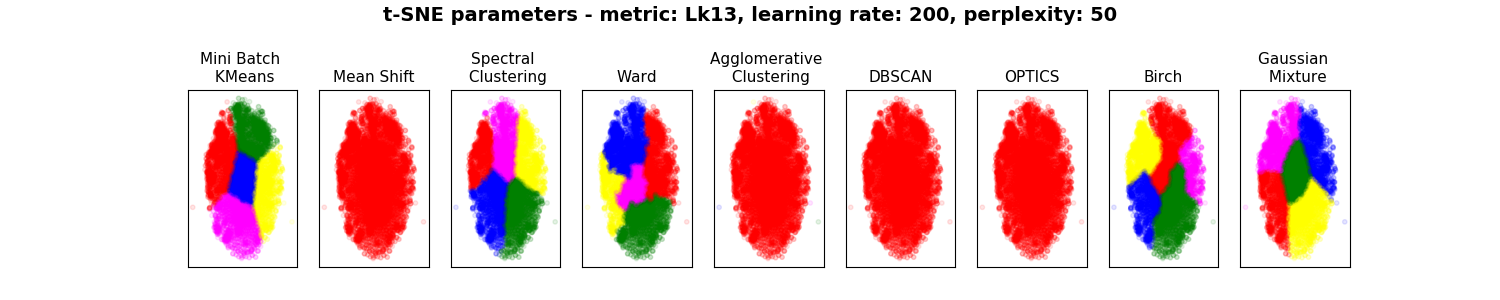 t-SNE parameters - metric: Lk13, learning rate: 200, perplexity: 50
Mini Batch
KMeans
Mean Shift
Spectral
Clustering
Ward
Agglomerative
Clustering
DBSCAN
OPTICS
Birch
Gaussian
Mixture